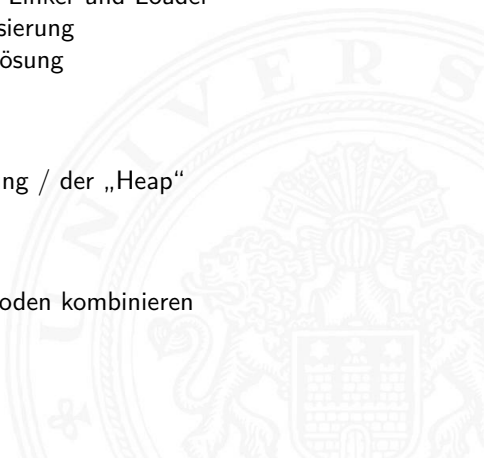 Linker und Loader
sierung
ösung
ng / der „Heap“
oden kombinieren
U N I V E R S